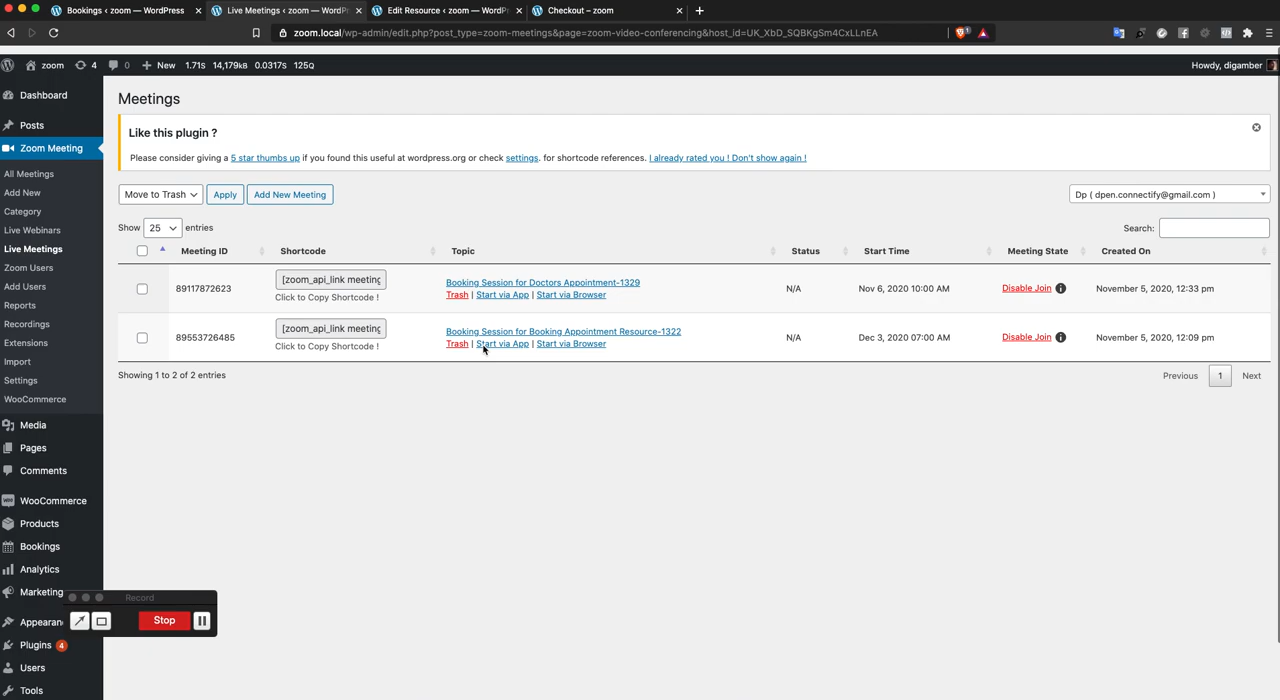 Bookings < zoom — WordPress
Live Meetings < zoom — WordPr
Edit Resource < zoom — WordPr
Checkout – zoom
zoom.local/wp-admin/edit.php?post_type=zoom-meetings&page=zoom-video-conferencing&host_id=UK_XbD_SQBKgSm4CxLLnEA
zoom 4 0 New 1.71S 14,179kB 0.0317S 125Q
Howdy, digamber
Dashboard
Posts
Zoom Meeting
All Meetings
Add New
Category
Live Webinars
Live Meetings
Zoom Users
Add Users
Reports
Recordings
Extensions
Import
Settings
WooCommerce
Media
Pages
Comments
WooCommerce
Products
Bookings
Analytics
Marketing
Appearan
Plugins 4
Users
Tools
Meetings
Like this plugin ?
Please consider giving a 5 star thumbs up if you found this useful at wordpress.org or check settings. for shortcode references. I already rated you ! Don't show again !
Move to Trash Apply Add New Meeting
Dp ( dpen.connectify@gmail.com )
Show 25 entries
Search:
Meeting ID Shortcode Topic Status Start Time Meeting State Created On
89117872623 [zoom_api_link meeting Booking Session for Doctors Appointment-1329 N/A Nov 6, 2020 10:00 AM Disable Join November 5, 2020, 12:33 pm
Click to Copy Shortcode ! Trash | Start via App | Start via Browser
89553726485 [zoom_api_link meeting Booking Session for Booking Appointment Resource-1322 N/A Dec 3, 2020 07:00 AM Disable Join November 5, 2020, 12:09 pm
Click to Copy Shortcode ! Trash | Start via App | Start via Browser
Showing 1 to 2 of 2 entries
Previous 1 Next
Record
Stop